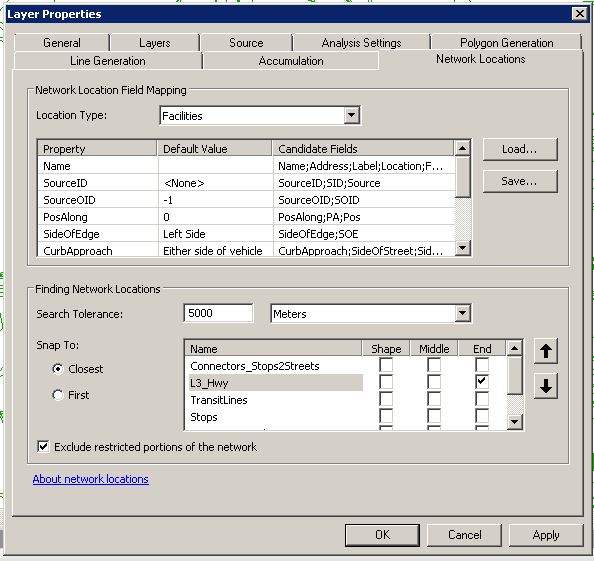 Layer Properties
General Layers Source Analysis Settings Polygon Generation
Line Generation Accumulation Network Locations
Network Location Field Mapping
Location Type: Facilities
Property Default Value Candidate Fields
Name Name;Address;Label;Location;F...
SourceID <None> SourceID;SID;Source
SourceOID -1 SourceOID;SOID
PosAlong 0 PosAlong;PA;Pos
SideOfEdge Left Side SideOfEdge;SOE
CurbApproach Either side of vehicle CurbApproach;SideOfStreet;Sid...
Load...
Save...
Finding Network Locations
Search Tolerance: 5000 Meters
Snap To:
Closest
First
Name Shape Middle End
Connectors_Stops2Streets
L3_Hwy
TransitLines
Stops
Exclude restricted portions of the network
About network locations
OK Cancel Apply